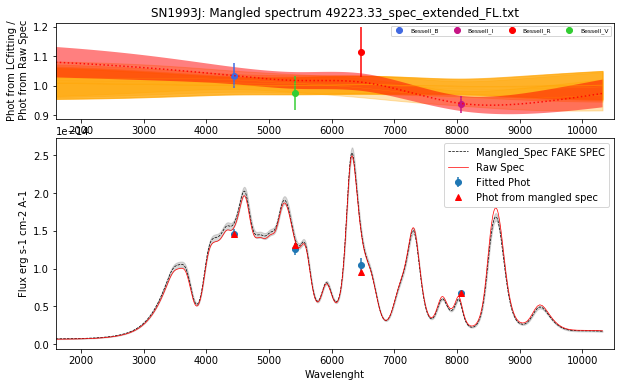 SN1993J: Mangled spectrum 49223.33_spec_extended_FL.txt
Phot from LCfitting /
Phot from Raw Spec
1.2
1.1
1.0
0.9
Bessell_B
Bessell_I
Bessell_R
Bessell_V
2000 3000 4000 5000 6000 7000 8000 9000 10000
1e−14
Flux erg s-1 cm-2 A-1
2.5
2.0
1.5
1.0
0.5
0.0
Mangled_Spec FAKE SPEC
Raw Spec
Fitted Phot
Phot from mangled spec
2000 3000 4000 5000 6000 7000 8000 9000 10000
Wavelenght